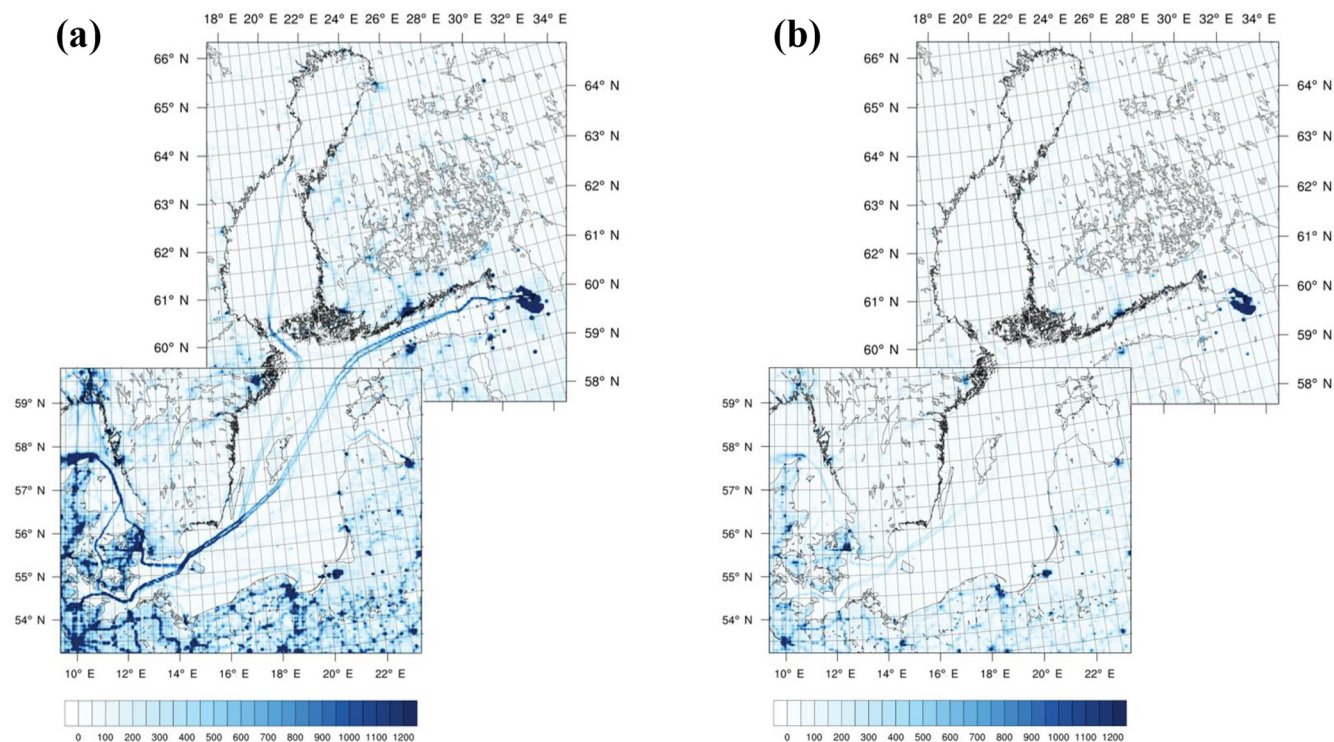 18° E 20° E 22° E 24° E 26° E 28° E 30° E 32° E 34° E
(a)
66° N
65° N
64° N
63° N
62° N
61° N
60° N
64° N
63° N
62° N
61° N
60° N
59° N
58° N
59° N
58° N
57° N
56° N
55° N
54° N
10° E 12° E 14° E 16° E 18° E 20° E 22° E
0 100 200 300 400 500 600 700 800 900 1000 1100 1200
18° E 20° E 22° E 24° E 26° E 28° E 30° E 32° E 34° E
(b)
66° N
65° N
64° N
63° N
62° N
61° N
60° N
64° N
63° N
62° N
61° N
60° N
59° N
58° N
59° N
58° N
57° N
56° N
55° N
54° N
10° E 12° E 14° E 16° E 18° E 20° E 22° E
0 100 200 300 400 500 600 700 800 900 1000 1100 1200